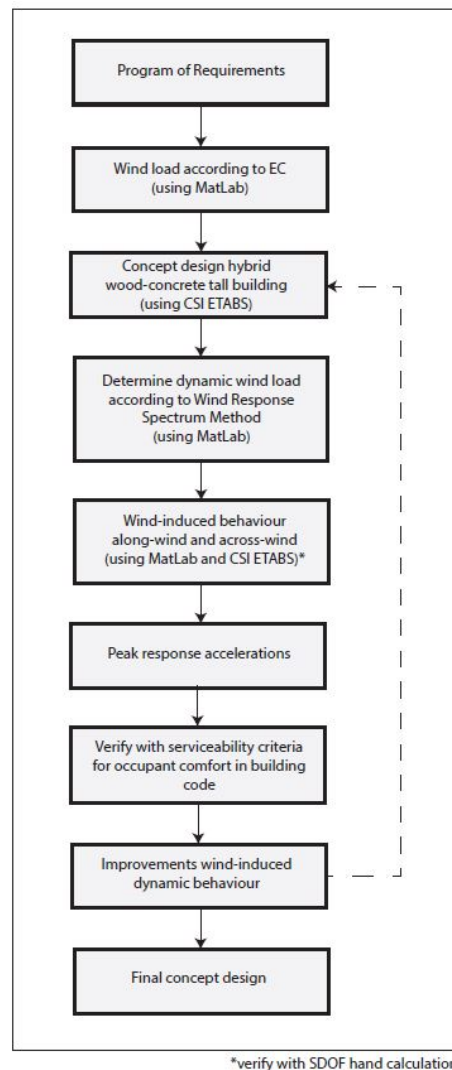 Program of Requirements
Wind load according to EC
(using MatLab)
Concept design hybrid
wood-concrete tall building
(using CSI ETABS)
Determine dynamic wind load
according to Wind Response
Spectrum Method
(using MatLab)
Wind-induced behaviour
along-wind and across-wind
(using MatLab and CSI ETABS)*
Peak response accelerations
Verify with serviceability criteria
for occupant comfort in building
code
Improvements wind-induced
dynamic behaviour
Final concept design
*verify with SDOF hand calculation